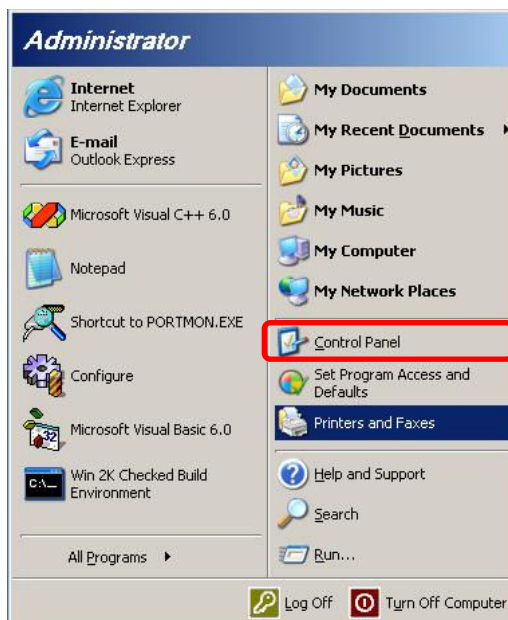 Administrator
Internet
Internet Explorer
E-mail
Outlook Express
Microsoft Visual C++ 6.0
Notepad
Shortcut to PORTMON.EXE
Configure
Microsoft Visual Basic 6.0
Win 2K Checked Build
Environment
All Programs
My Documents
My Recent Documents
My Pictures
My Music
My Computer
My Network Places
Control Panel
Set Program Access and
Defaults
Printers and Faxes
Help and Support
Search
Run...
Log Off
Turn Off Computer